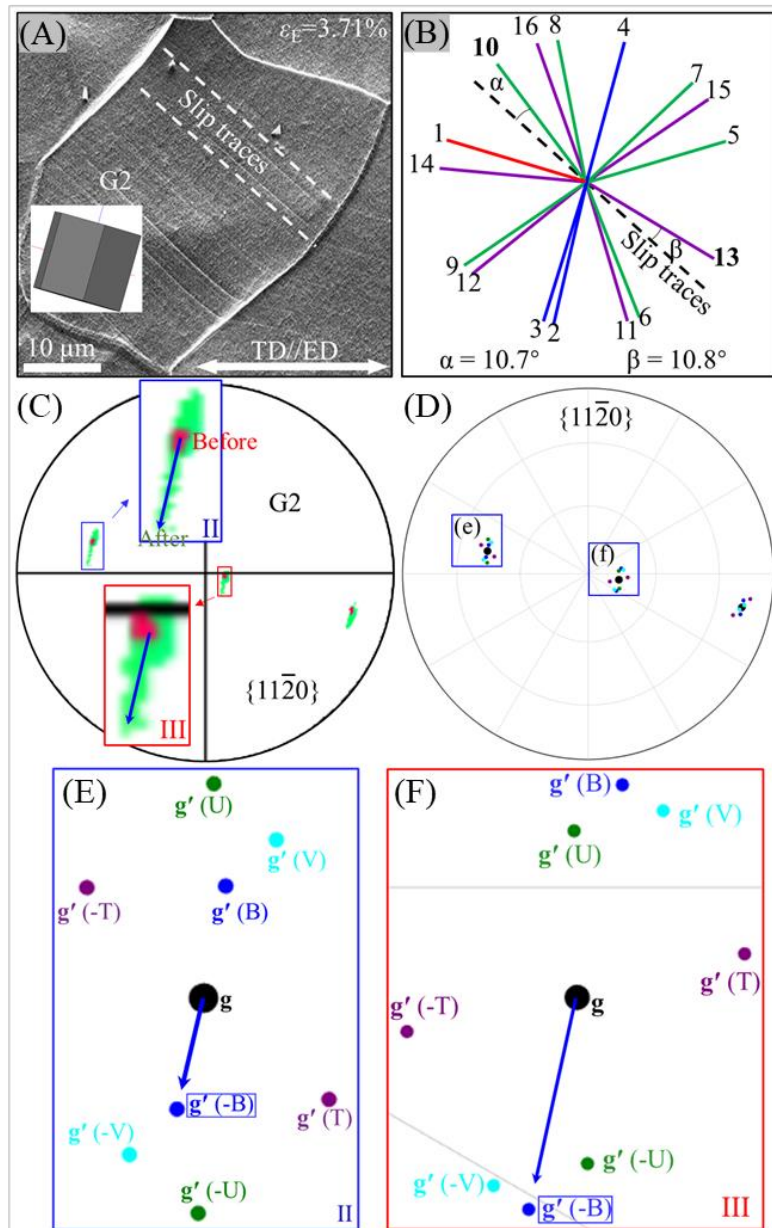 (A)
ε_E=3.71%
Slip traces
G2
10 μm
TD//ED
(B)
16 8
4
10
α
7
15
1
5
14
13
β
Slip traces
9
12
3 2
11 6
α = 10.7°
β = 10.8°
(C)
Before
G2
After
II
III
{112̅0}
(D)
{112̅0}
(e)
(f)
(E)
g′ (U)
g′ (V)
g′ (-T)
g′ (B)
g
g′ (-B)
g′ (T)
g′ (-V)
g′ (-U)
II
(F)
g′ (B)
g′ (V)
g′ (U)
g′ (T)
g
g′ (-T)
g′ (-U)
g′ (-V)
g′ (-B)
III